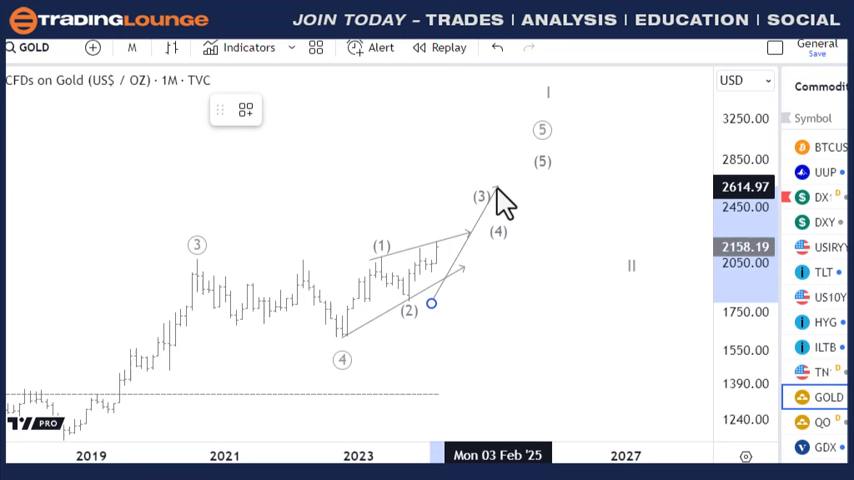 TRADINGLOUNGE
JOIN TODAY - TRADES | ANALYSIS | EDUCATION | SOCIAL
GOLD
M
Indicators
Alert
Replay
General
Save
CFDs on Gold (US$ / OZ) · 1M · TVC
USD
Commodit
Symbol
I
5
(5)
(3)
(4)
3
(1)
(2)
4
II
3250.00
2850.00
2614.97
2450.00
2158.19
2050.00
1750.00
1550.00
1390.00
1240.00
BTCUS
UUP
DX D
DXY
USIRYY
TLT
US10Y
HYG
ILTB
TN D
GOLD
QO D
GDX
PRO
2019
2021
2023
Mon 03 Feb '25
2027